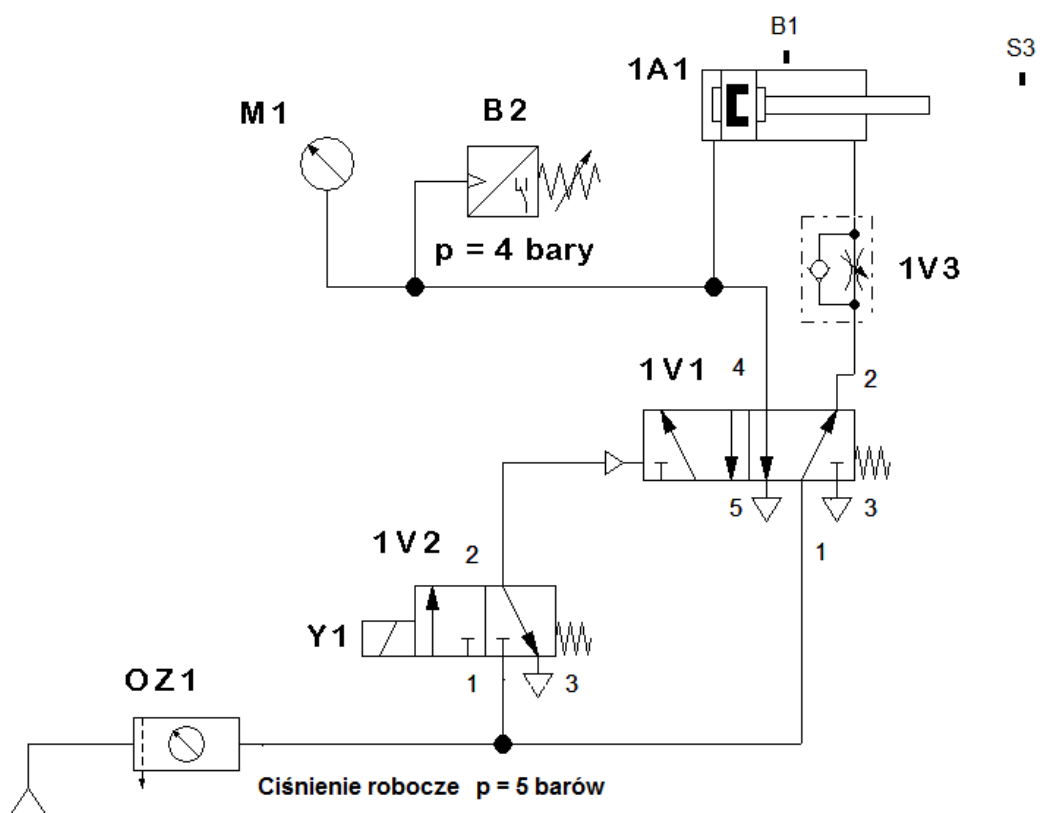 B1
S3
1A1
M1
B2
p = 4 bary
1V3
1V1
4
2
5
3
1V2
2
1
Y1
1
3
OZ1
Ciśnienie robocze p = 5 barów